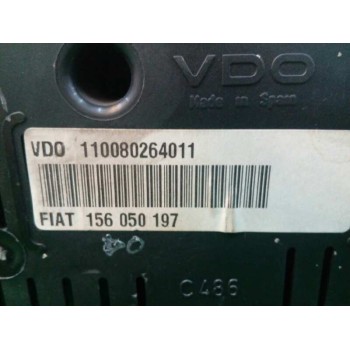 VDO
Made in Spain
VDO 110080264011
FIAT 156 050 197
C486